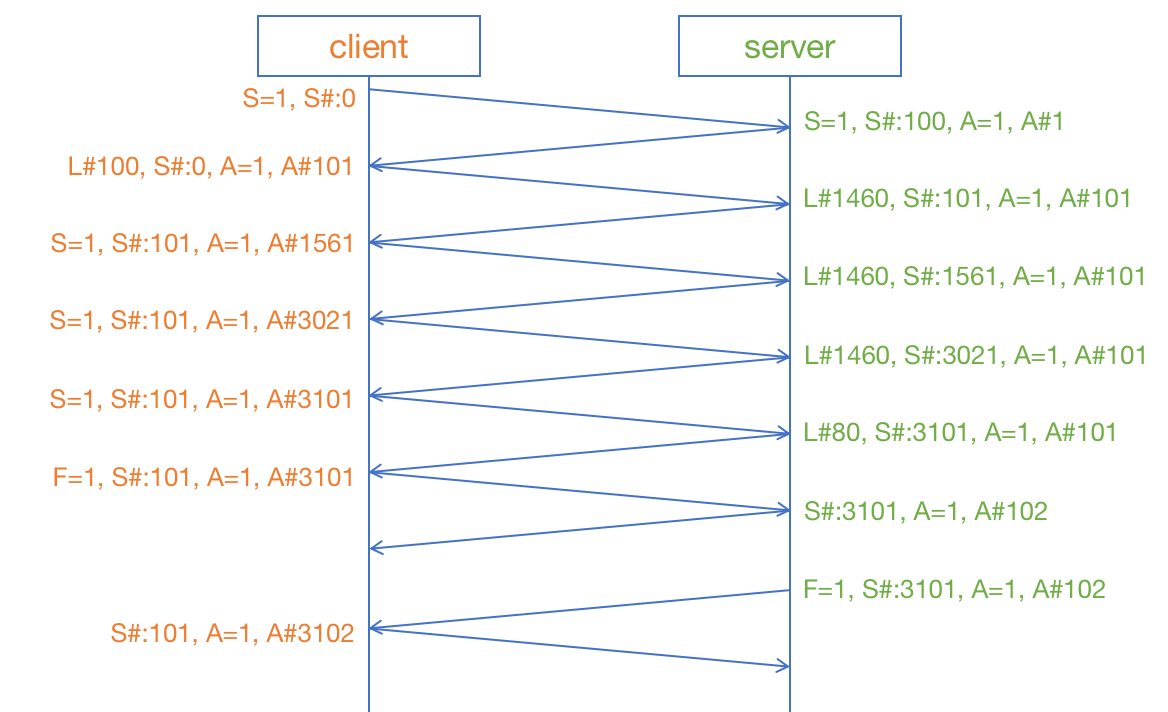 client
server
S=1, S#:0
S=1, S#:100, A=1, A#1
L#100, S#:0, A=1, A#101
L#1460, S#:101, A=1, A#101
S=1, S#:101, A=1, A#1561
L#1460, S#:1561, A=1, A#101
S=1, S#:101, A=1, A#3021
L#1460, S#:3021, A=1, A#101
S=1, S#:101, A=1, A#3101
L#80, S#:3101, A=1, A#101
F=1, S#:101, A=1, A#3101
S#:3101, A=1, A#102
F=1, S#:3101, A=1, A#102
S#:101, A=1, A#3102